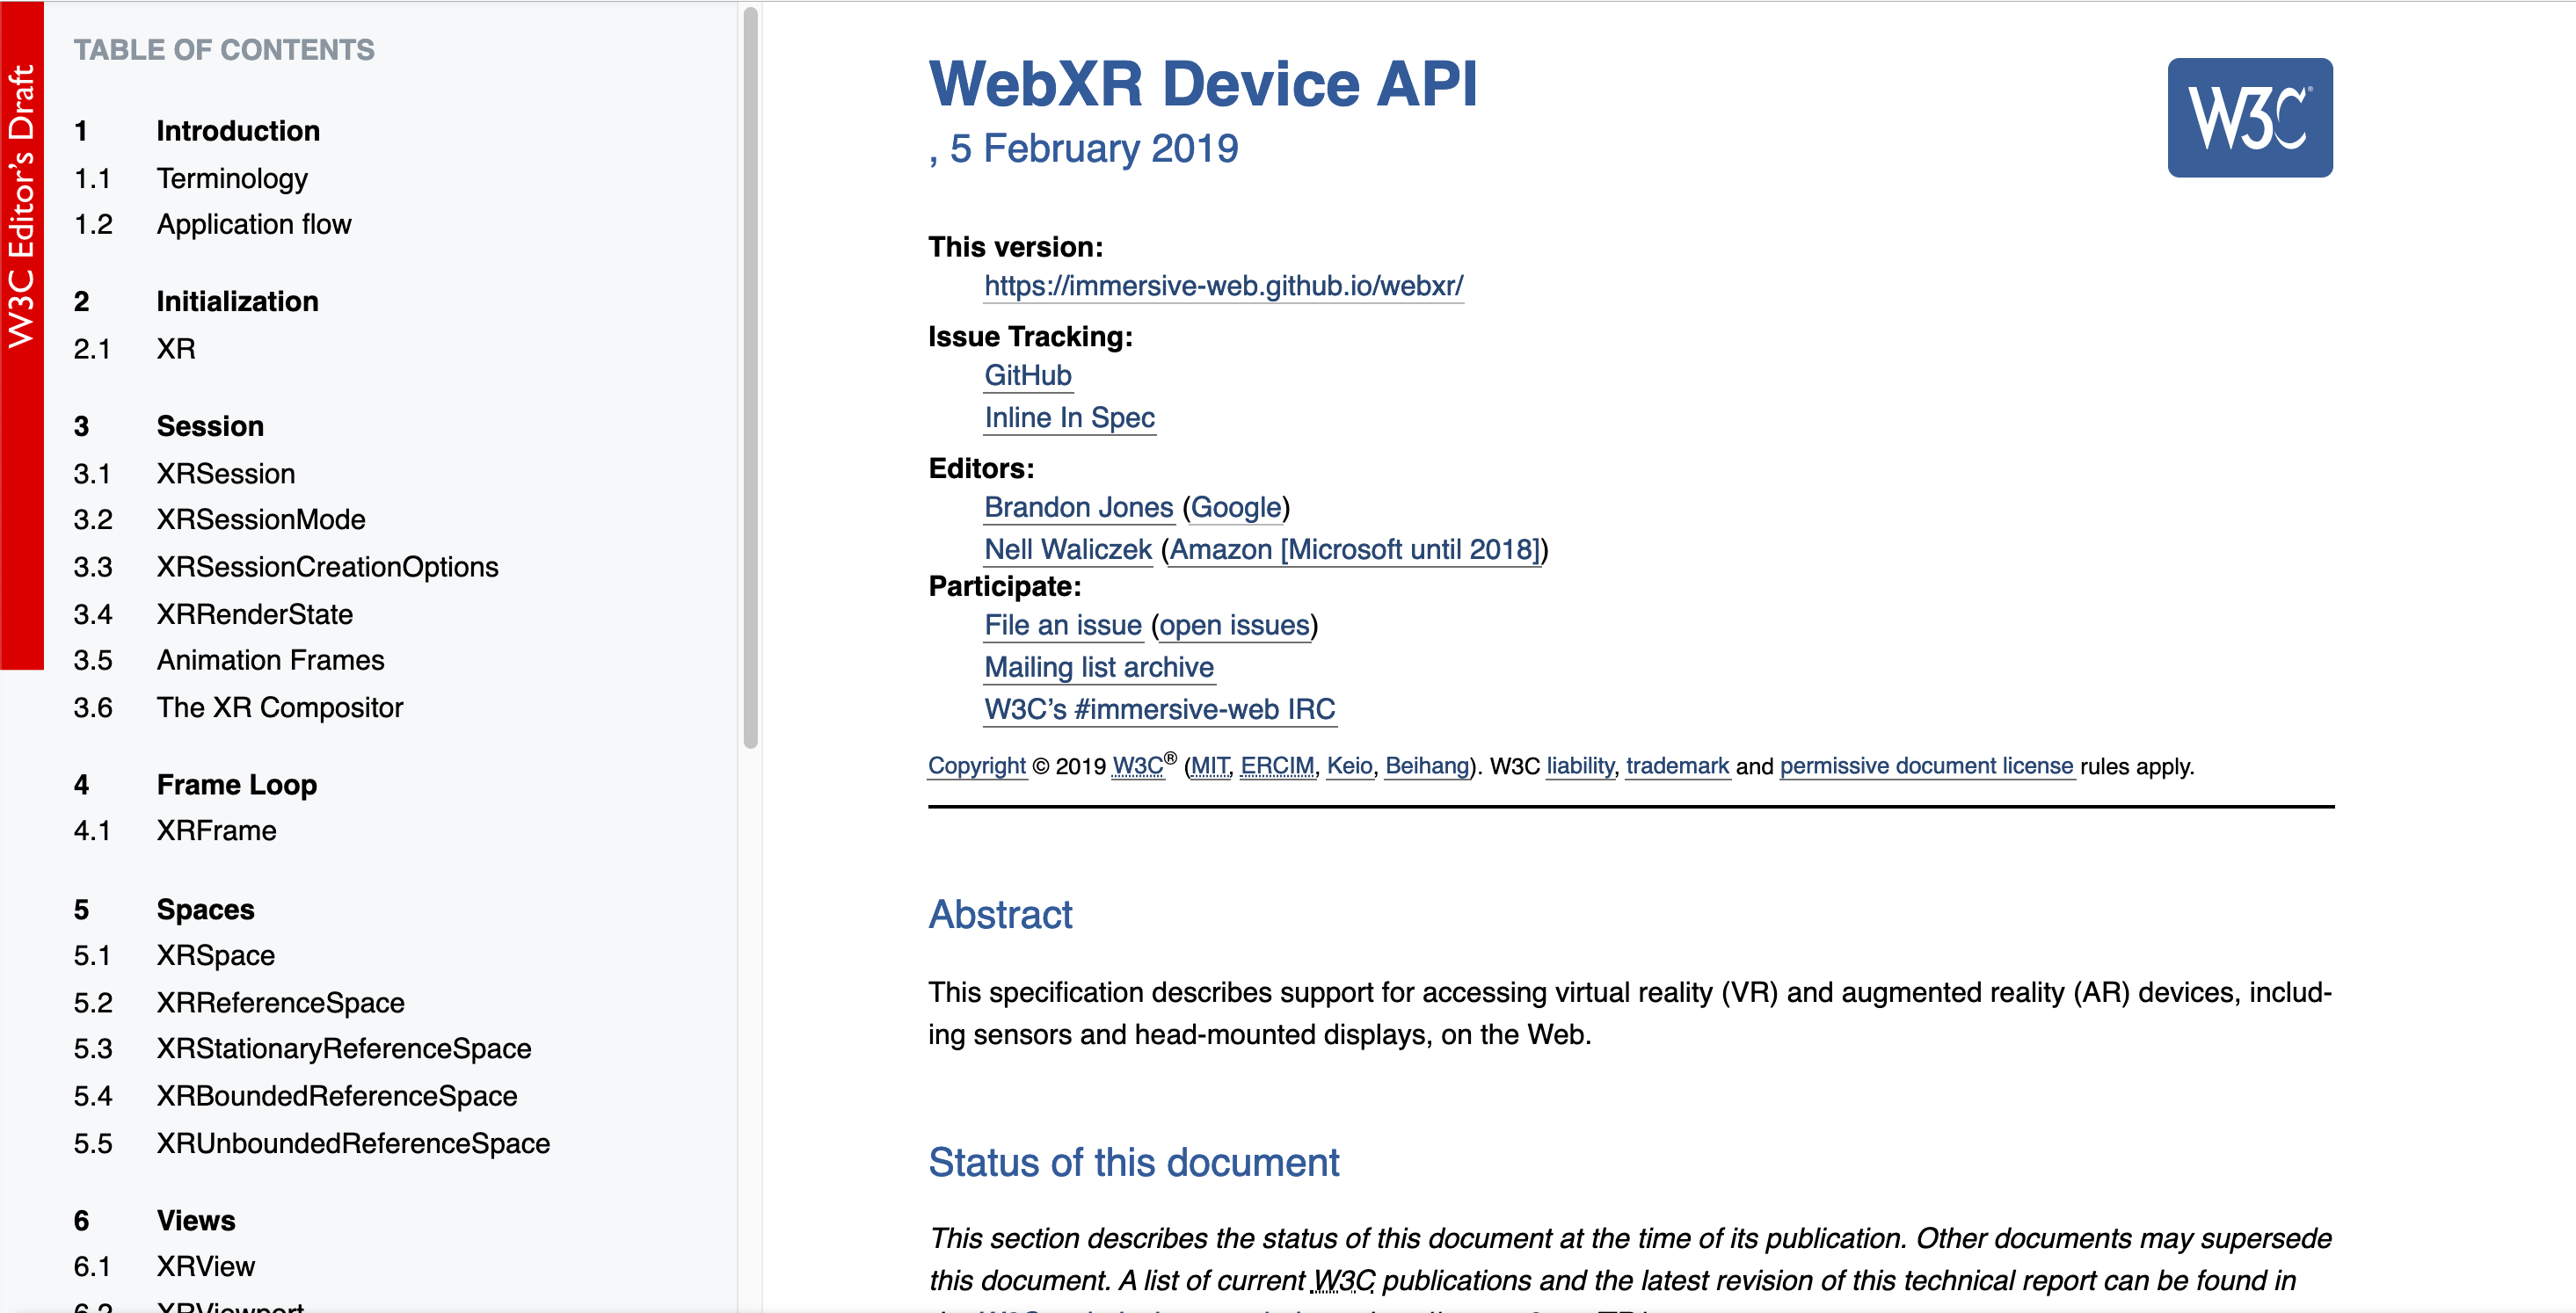 W3C Editor's Draft
TABLE OF CONTENTS
1 Introduction
1.1 Terminology
1.2 Application flow
2 Initialization
2.1 XR
3 Session
3.1 XRSession
3.2 XRSessionMode
3.3 XRSessionCreationOptions
3.4 XRRenderState
3.5 Animation Frames
3.6 The XR Compositor
4 Frame Loop
4.1 XRFrame
5 Spaces
5.1 XRSpace
5.2 XRReferenceSpace
5.3 XRStationaryReferenceSpace
5.4 XRBoundedReferenceSpace
5.5 XRUnboundedReferenceSpace
6 Views
6.1 XRView
6.2 XRViewport
WebXR Device API
W3C®
, 5 February 2019
This version:
https://immersive-web.github.io/webxr/
Issue Tracking:
GitHub
Inline In Spec
Editors:
Brandon Jones (Google)
Nell Waliczek (Amazon [Microsoft until 2018])
Participate:
File an issue (open issues)
Mailing list archive
W3C’s #immersive-web IRC
Copyright © 2019 W3C® (MIT, ERCIM, Keio, Beihang). W3C liability, trademark and permissive document license rules apply.
Abstract
This specification describes support for accessing virtual reality (VR) and augmented reality (AR) devices, includ-
ing sensors and head-mounted displays, on the Web.
Status of this document
This section describes the status of this document at the time of its publication. Other documents may supersede
this document. A list of current W3C publications and the latest revision of this technical report can be found in